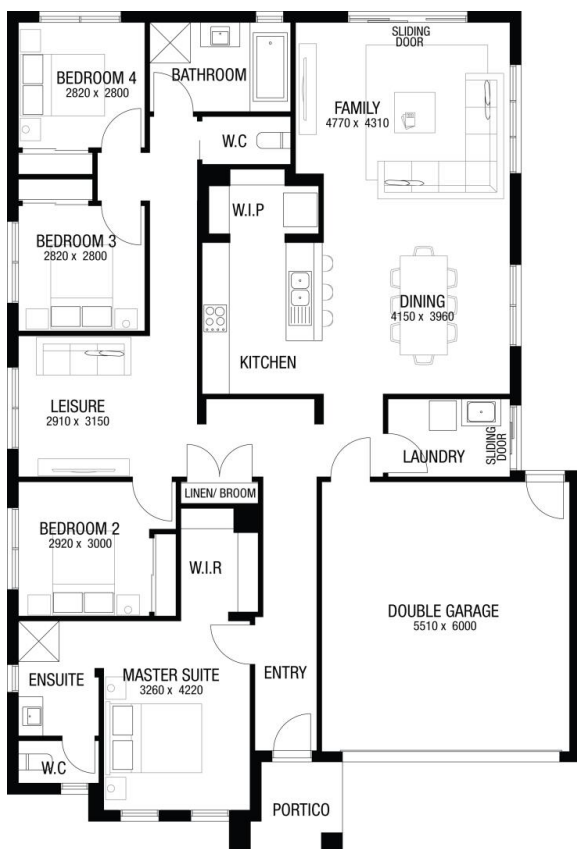 SLIDING
DOOR
BEDROOM 4
2820 x 2800
BATHROOM
FAMILY
4770 x 4310
W.C
W.I.P
BEDROOM 3
2820 x 2800
DINING
4150 x 3960
KITCHEN
LEISURE
2910 x 3150
LAUNDRY
SLIDING
DOOR
LINEN/ BROOM
BEDROOM 2
2920 x 3000
W.I.R
DOUBLE GARAGE
5510 x 6000
ENSUITE
MASTER SUITE
3260 x 4220
ENTRY
W.C
PORTICO